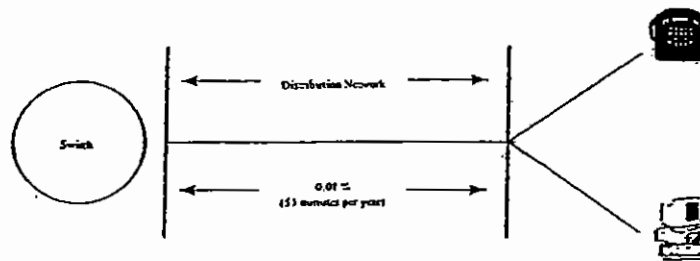 Distribution Network
Switch
0.01 %
(53 minutes per year)